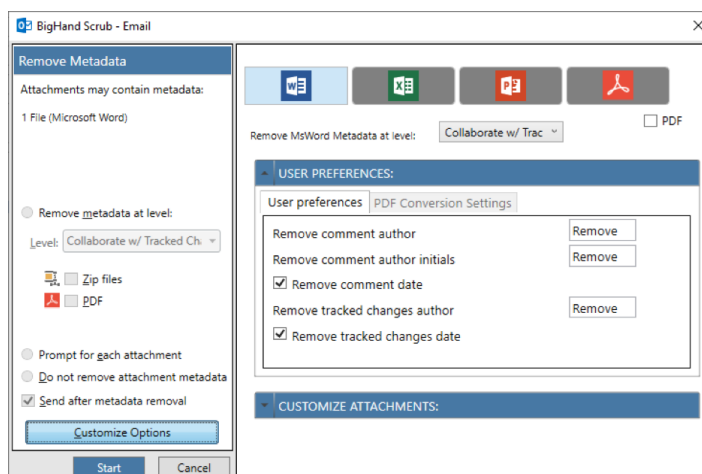 BigHand Scrub - Email
Remove Metadata
Attachments may contain metadata:
1 File (Microsoft Word)
Remove metadata at level:
Level: Collaborate w/ Tracked Ch
Zip files
PDF
Prompt for each attachment
Do not remove attachment metadata
Send after metadata removal
Customize Options
Start Cancel
PDF
Remove MsWord Metadata at level: Collaborate w/ Trac
USER PREFERENCES:
User preferences PDF Conversion Settings
Remove comment author Remove
Remove comment author initials Remove
Remove comment date
Remove tracked changes author Remove
Remove tracked changes date
CUSTOMIZE ATTACHMENTS: